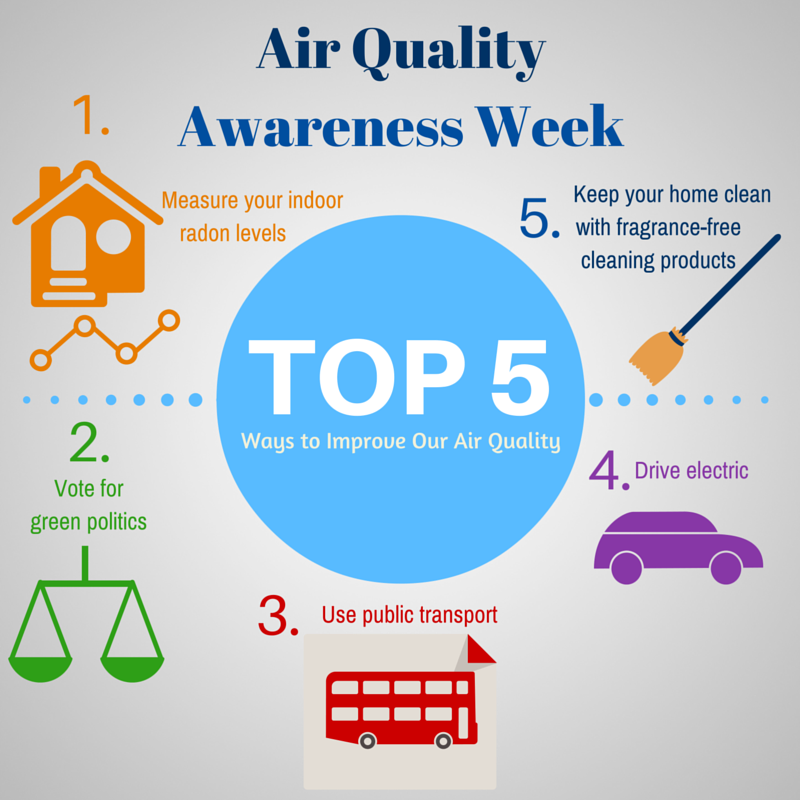 Air Quality
Awareness Week
1.
Measure your indoor
radon levels
5.
Keep your home clean
with fragrance-free
cleaning products
TOP 5
Ways to Improve Our Air Quality
2.
Vote for
green politics
4.
Drive electric
3.
Use public transport